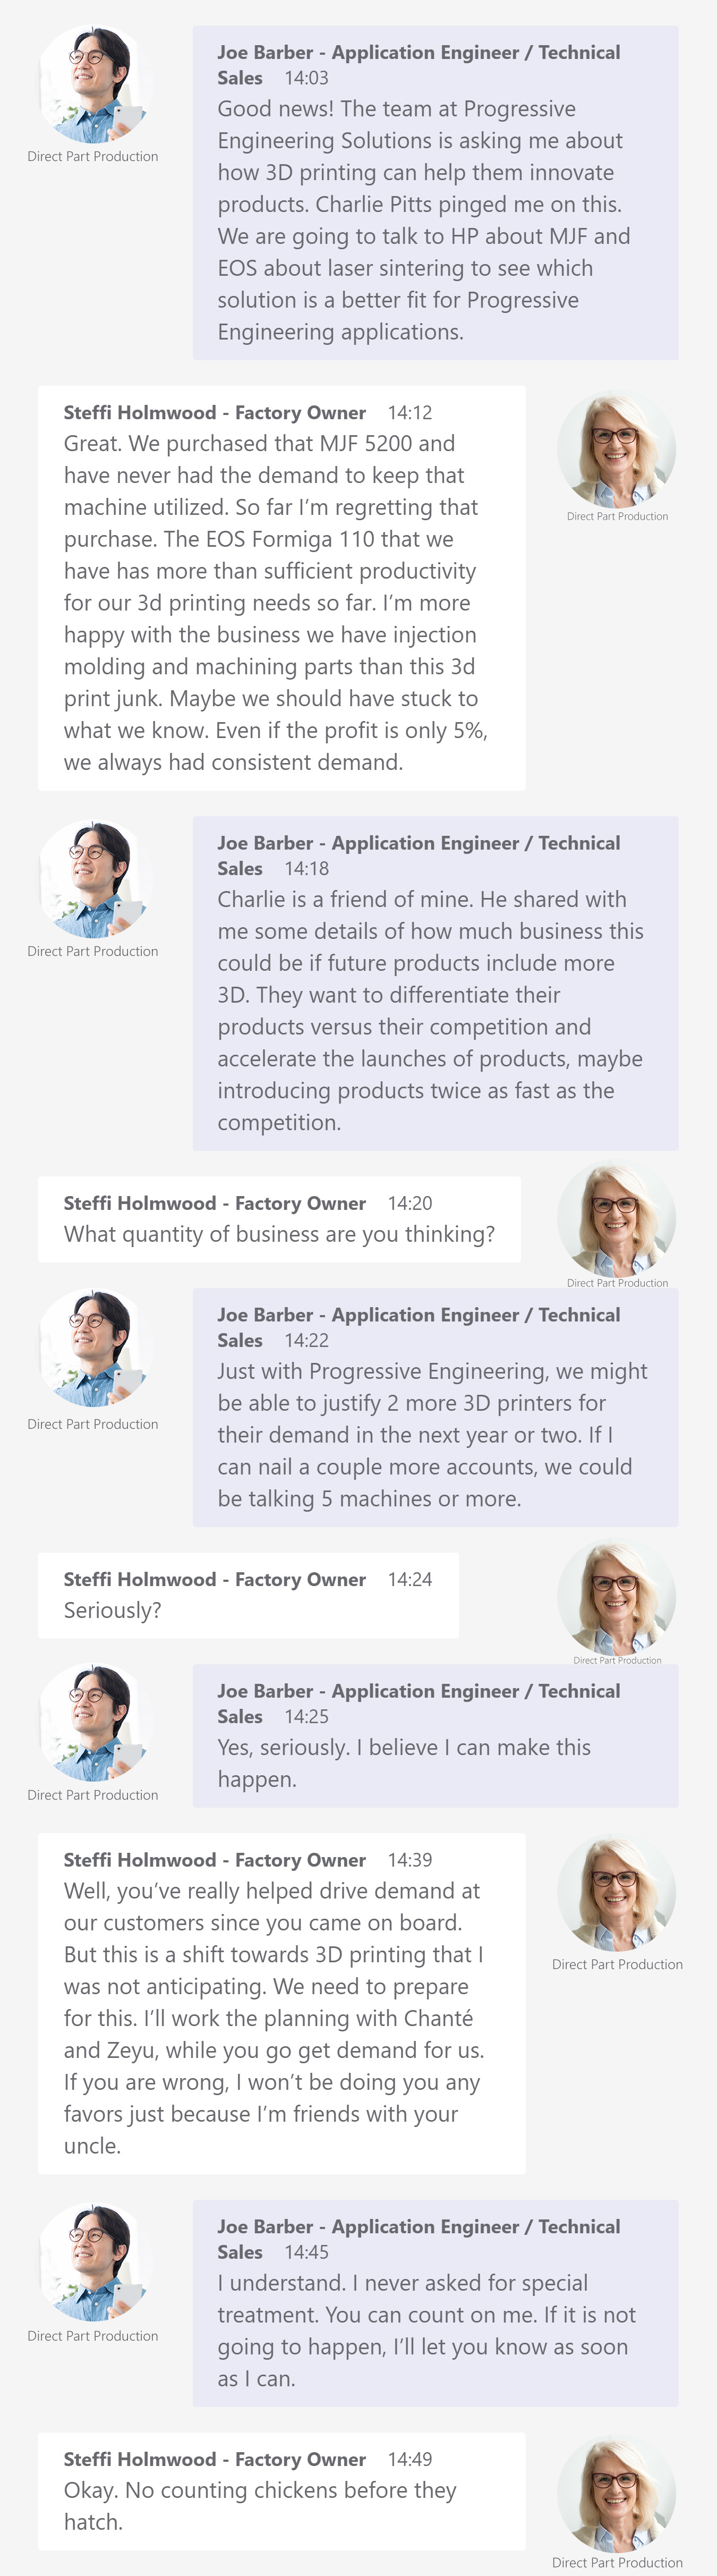 Joe Barber - Application Engineer / Technical
Sales 14:03
Good news! The team at Progressive
Engineering Solutions is asking me about
how 3D printing can help them innovate
products. Charlie Pitts pinged me on this.
We are going to talk to HP about MJF and
EOS about laser sintering to see which
solution is a better fit for Progressive
Engineering applications.
Direct Part Production
Steffi Holmwood - Factory Owner 14:12
Great. We purchased that MJF 5200 and
have never had the demand to keep that
machine utilized. So far I'm regretting that
purchase. The EOS Formiga 110 that we
have has more than sufficient productivity
for our 3d printing needs so far. I'm more
happy with the business we have injection
molding and machining parts than this 3d
print junk. Maybe we should have stuck to
what we know. Even if the profit is only 5%,
we always had consistent demand.
Direct Part Production
Joe Barber - Application Engineer / Technical
Sales 14:18
Charlie is a friend of mine. He shared with
me some details of how much business this
could be if future products include more
3D. They want to differentiate their
products versus their competition and
accelerate the launches of products, maybe
introducing products twice as fast as the
competition.
Direct Part Production
Steffi Holmwood - Factory Owner 14:20
What quantity of business are you thinking?
Direct Part Production
Joe Barber - Application Engineer / Technical
Sales 14:22
Just with Progressive Engineering, we might
be able to justify 2 more 3D printers for
their demand in the next year or two. If I
can nail a couple more accounts, we could
be talking 5 machines or more.
Direct Part Production
Steffi Holmwood - Factory Owner 14:24
Seriously?
Direct Part Production
Joe Barber - Application Engineer / Technical
Sales 14:25
Yes, seriously. I believe I can make this
happen.
Direct Part Production
Steffi Holmwood - Factory Owner 14:39
Well, you've really helped drive demand at
our customers since you came on board.
But this is a shift towards 3D printing that I
was not anticipating. We need to prepare
for this. I'll work the planning with Chanté
and Zeyu, while you go get demand for us.
If you are wrong, I won't be doing you any
favors just because I'm friends with your
uncle.
Direct Part Production
Joe Barber - Application Engineer / Technical
Sales 14:45
I understand. I never asked for special
treatment. You can count on me. If it is not
going to happen, I'll let you know as soon
as I can.
Direct Part Production
Steffi Holmwood - Factory Owner 14:49
Okay. No counting chickens before they
hatch.
Direct Part Production